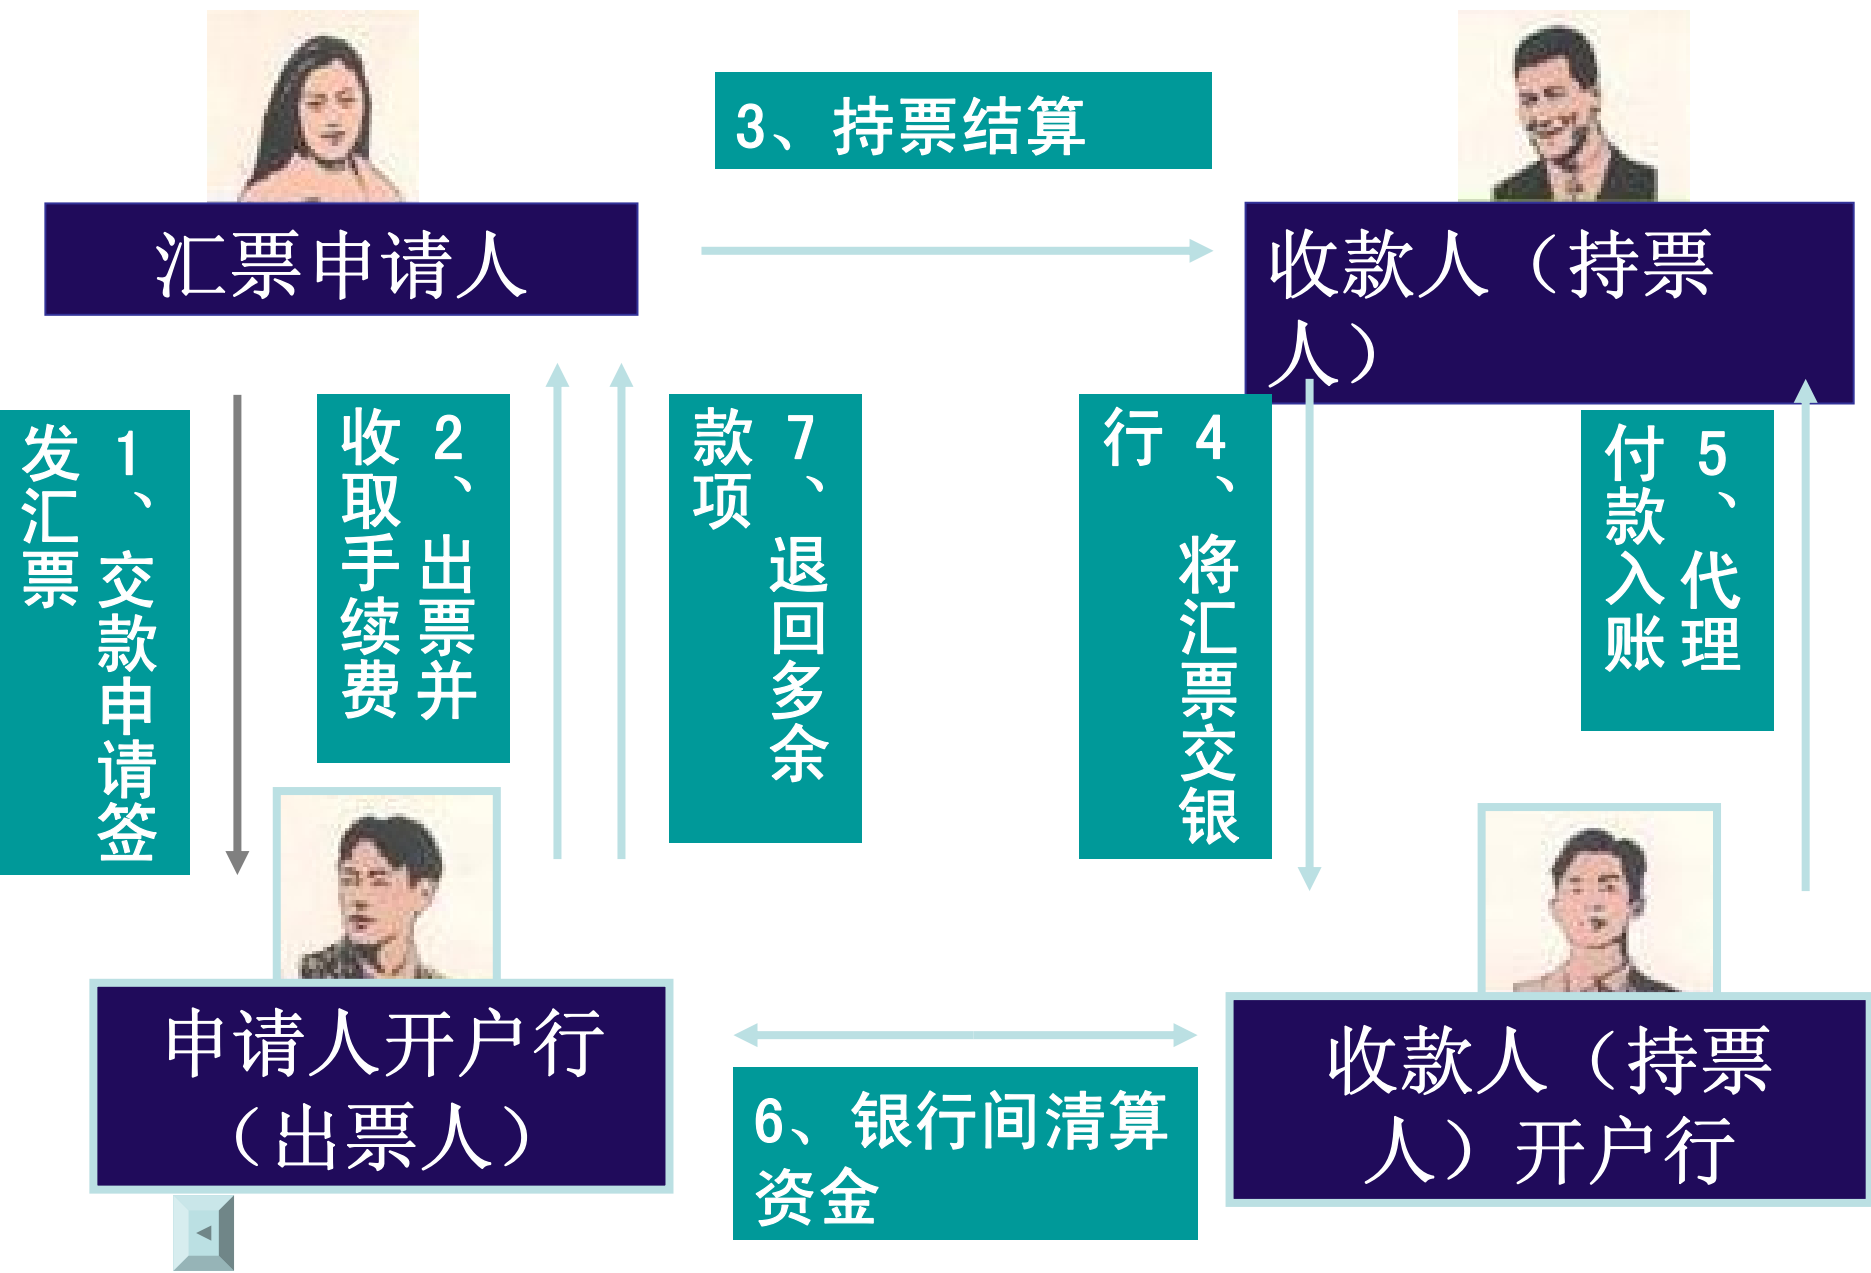 3、持票结算
汇票申请人
收款人（持票
人）
1、交款申请签
发汇票
2、出票并
收取手续费
7、退回多余
款项
4、将汇票交银
行
5、代理
付款入账
申请人开户行
（出票人）
6、银行间清算
资金
收款人（持票
人）开户行